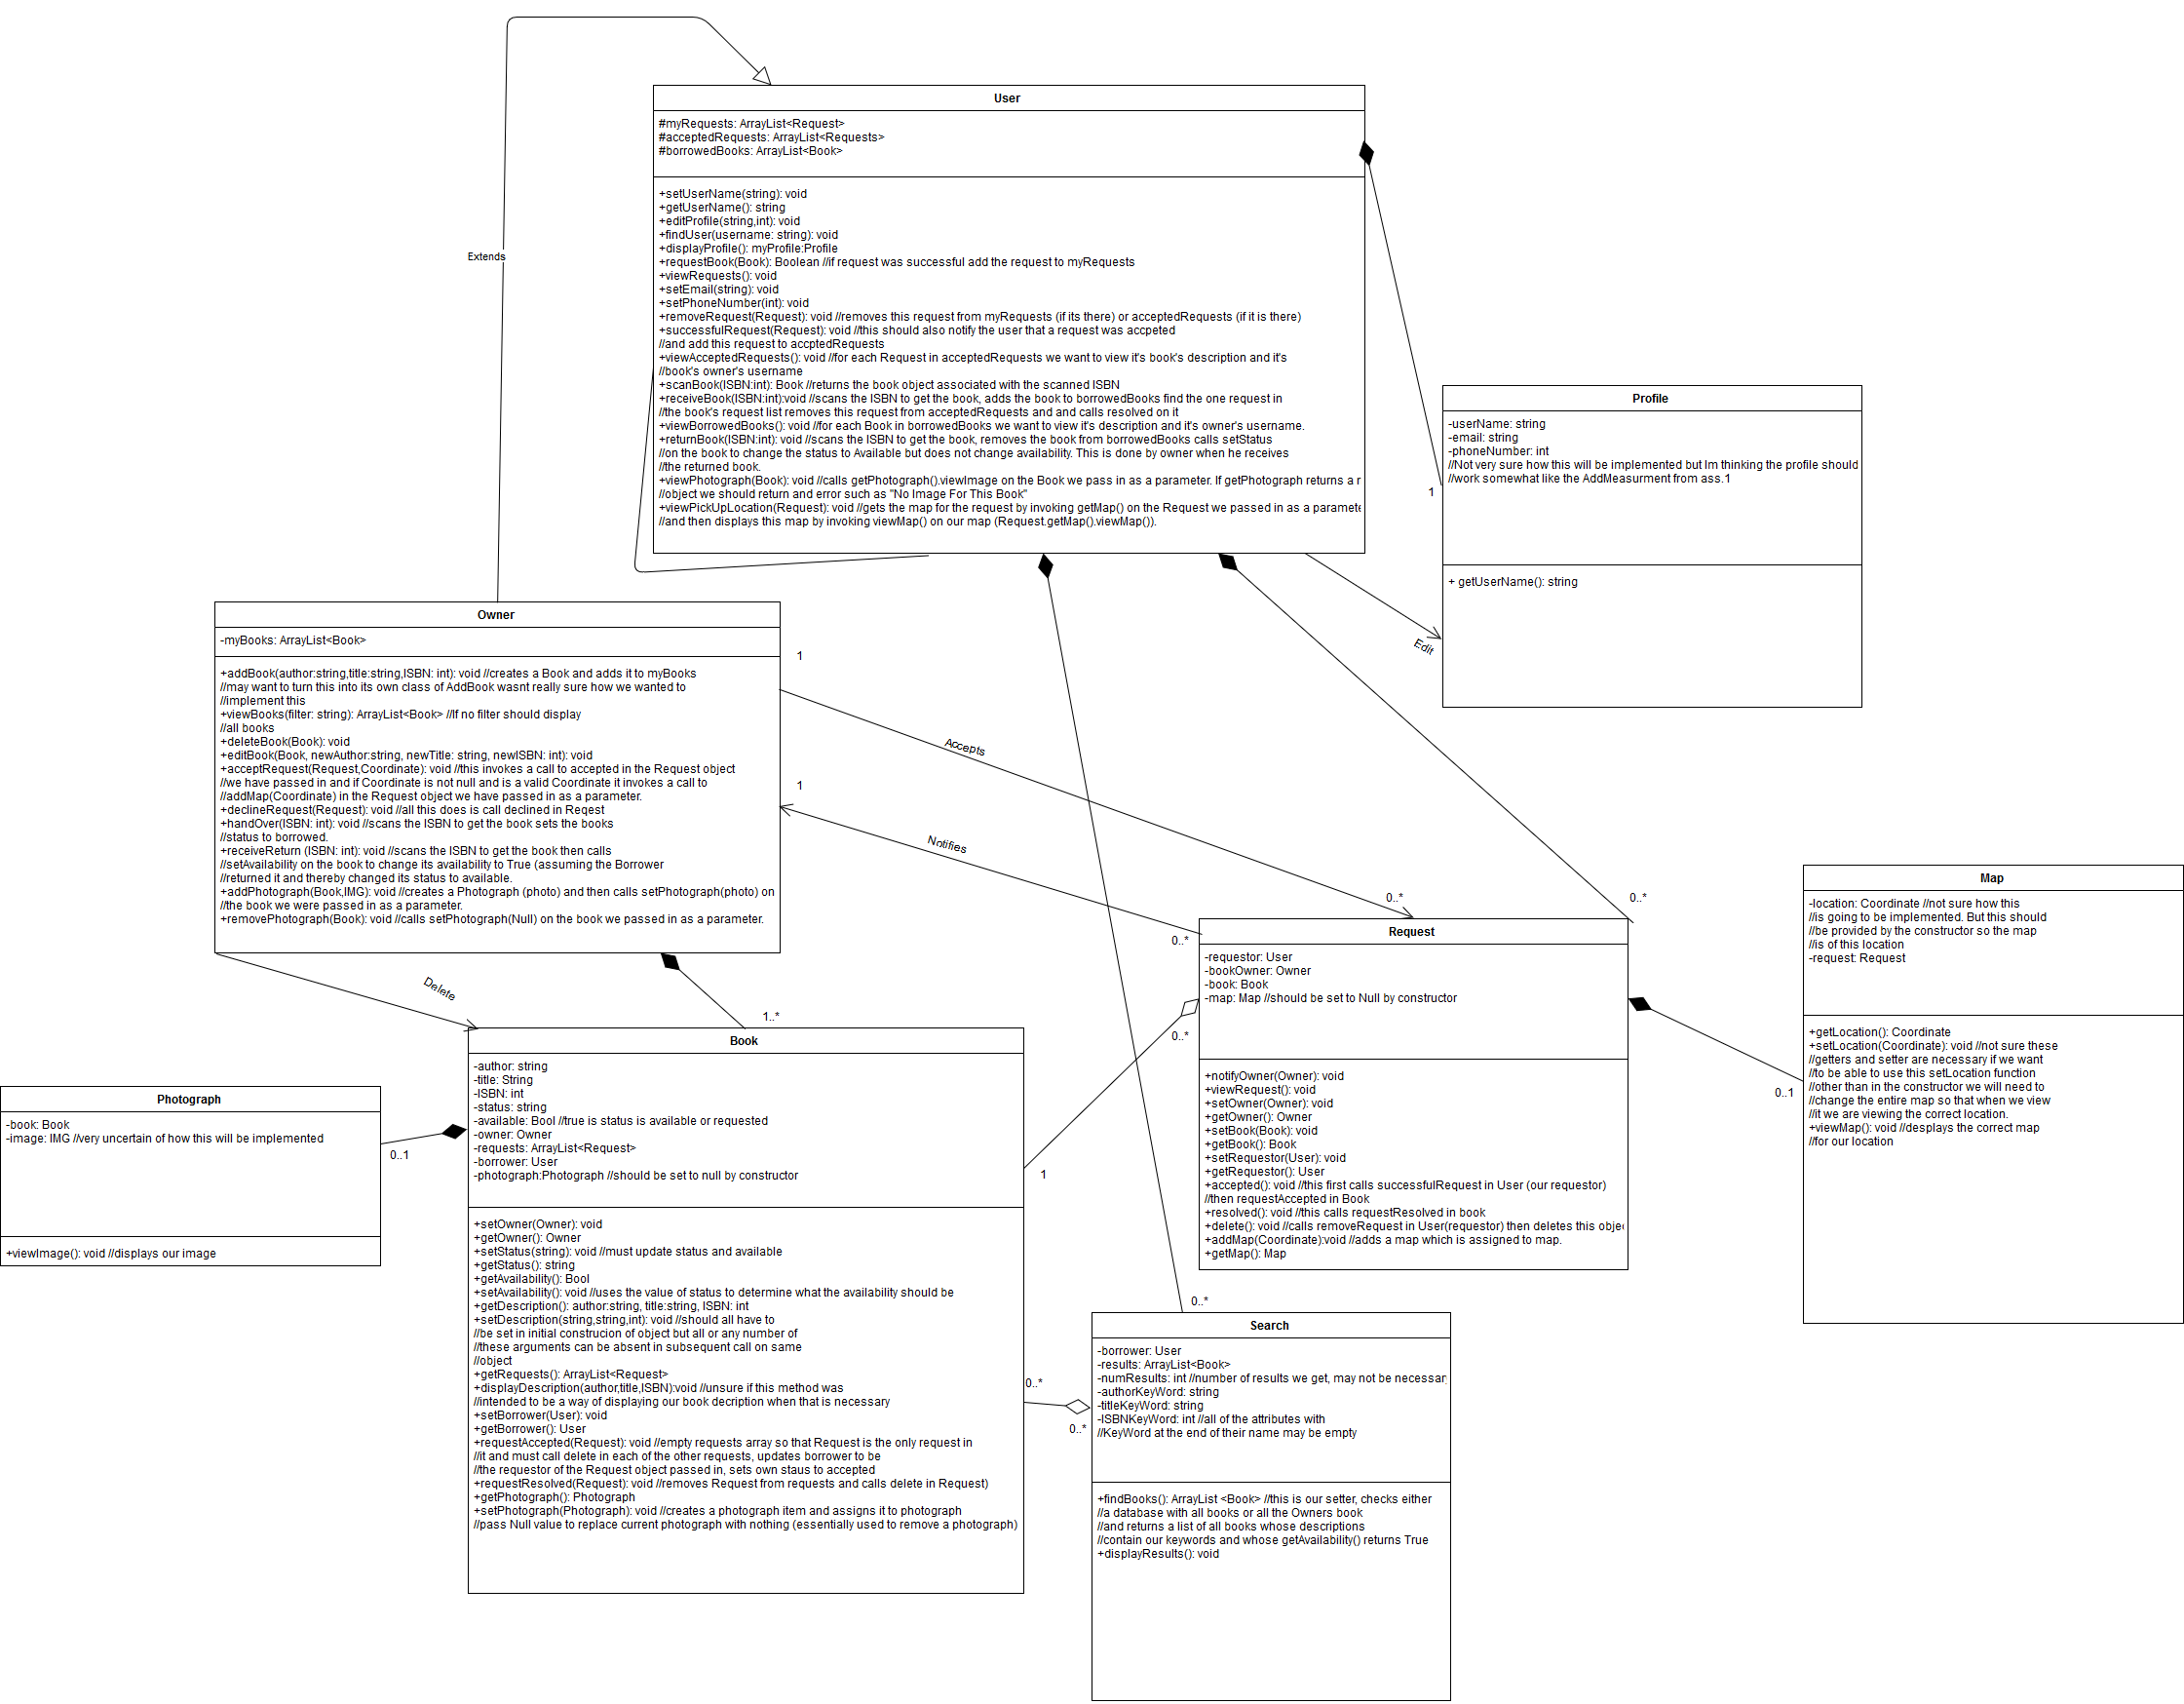 User
#myRequests: ArrayList<Request>
#acceptedRequests: ArrayList<Requests>
#borrowedBooks: ArrayList<Book>
+setUserName(string): void
+getUserName(): string
+editProfile(string,int): void
+findUser(username: string): void
+displayProfile(): myProfile:Profile
+requestBook(Book): Boolean //if request was successful add the request to myRequests
+viewRequests(): void
+setEmail(string): void
+setPhoneNumber(int): void
+removeRequest(Request): void //removes this request from myRequests (if its there) or acceptedRequests (if it is there)
+successfulRequest(Request): void //this should also notify the user that a request was accpeted
//and add this request to accptedRequests
+viewAcceptedRequests(): void //for each Request in acceptedRequests we want to view it's book's description and it's
//book's owner's username
+scanBook(ISBN:int): Book //returns the book object associated with the scanned ISBN
+receiveBook(ISBN:int):void //scans the ISBN to get the book, adds the book to borrowedBooks find the one request in
//the book's request list removes this request from acceptedRequests and and calls resolved on it
+viewBorrowedBooks(): void //for each Book in borrowedBooks we want to view it's description and it's owner's username.
+returnBook(ISBN:int): void //scans the ISBN to get the book, removes the book from borrowedBooks calls setStatus
//on the book to change the status to Available but does not change availability. This is done by owner when he receives
//the returned book.
+viewPhotograph(Book): void //calls getPhotograph().viewImage on the Book we pass in as a parameter. If getPhotograph returns a
//object we should return and error such as "No Image For This Book"
+viewPickUpLocation(Request): void //gets the map for the request by invoking getMap() on the Request we passed in as a paramete
//and then displays this map by invoking viewMap() on our map (Request.getMap().viewMap()).
Extends
Profile
-userName: string
-email: string
-phoneNumber: int
//Not very sure how this will be implemented but Im thinking the profile should
//work somewhat like the AddMeasurment from ass.1
+ getUserName(): string
1
Edit
Owner
-myBooks: ArrayList<Book>
+addBook(author:string,title:string,ISBN: int): void //creates a Book and adds it to myBooks
//may want to turn this into its own class of AddBook wasnt really sure how we wanted to
//implement this
+viewBooks(filter: string): ArrayList<Book> //If no filter should display
//all books
+deleteBook(Book): void
+editBook(Book, newAuthor:string, newTitle: string, newISBN: int): void
+acceptRequest(Request,Coordinate): void //this invokes a call to accepted in the Request object
//we have passed in and if Coordinate is not null and is a valid Coordinate it invokes a call to
//addMap(Coordinate) in the Request object we have passed in as a parameter.
+declineRequest(Request): void //all this does is call declined in Reqest
+handOver(ISBN: int): void //scans the ISBN to get the book sets the books
//status to borrowed.
+receiveReturn (ISBN: int): void //scans the ISBN to get the book then calls
//setAvailability on the book to change its availability to True (assuming the Borrower
//returned it and thereby changed its status to available.
+addPhotograph(Book,IMG): void //creates a Photograph (photo) and then calls setPhotograph(photo) on
//the book we were passed in as a parameter.
+removePhotograph(Book): void //calls setPhotograph(Null) on the book we passed in as a parameter.
1
Accepts
1
Notifies
0..*
0..*
0..*
Delete
1..*
Request
-requestor: User
-bookOwner: Owner
-book: Book
-map: Map //should be set to Null by constructor
+notifyOwner(Owner): void
+viewRequest(): void
+setOwner(Owner): void
+getOwner(): Owner
+setBook(Book): void
+getBook(): Book
+setRequestor(User): void
+getRequestor(): User
+accepted(): void //this first calls successfulRequest in User (our requestor)
//then requestAccepted in Book
+resolved(): void //this calls requestResolved in book
+delete(): void //calls removeRequest in User(requestor) then deletes this obje
+addMap(Coordinate):void //adds a map which is assigned to map.
+getMap(): Map
0..*
1
Map
-location: Coordinate //not sure how this
//is going to be implemented. But this should
//be provided by the constructor so the map
//is of this location
-request: Request
+getLocation(): Coordinate
+setLocation(Coordinate): void //not sure these
//getters and setter are necessary if we want
//to be able to use this setLocation function
//other than in the constructor we will need to
//change the entire map so that when we view
//it we are viewing the correct location.
+viewMap(): void //desplays the correct map
//for our location
0..1
Photograph
-book: Book
-image: IMG //very uncertain of how this will be implemented
+viewImage(): void //displays our image
0..1
Book
-author: string
-title: String
-ISBN: int
-status: string
-available: Bool //true is status is available or requested
-owner: Owner
-requests: ArrayList<Request>
-borrower: User
-photograph:Photograph //should be set to null by constructor
+setOwner(Owner): void
+getOwner(): Owner
+setStatus(string): void //must update status and available
+getStatus(): string
+getAvailability(): Bool
+setAvailability(): void //uses the value of status to determine what the availability should be
+getDescription(): author:string, title:string, ISBN: int
+setDescription(string,string,int): void //should all have to
//be set in initial construcion of object but all or any number of
//these arguments can be absent in subsequent call on same
//object
+getRequests(): ArrayList<Request>
+displayDescription(author,title,ISBN):void //unsure if this method was
//intended to be a way of displaying our book decription when that is necessary
+setBorrower(User): void
+getBorrower(): User
+requestAccepted(Request): void //empty requests array so that Request is the only request in
//it and must call delete in each of the other requests, updates borrower to be
//the requestor of the Request object passed in, sets own staus to accepted
+requestResolved(Request): void //removes Request from requests and calls delete in Request)
+getPhotograph(): Photograph
+setPhotograph(Photograph): void //creates a photograph item and assigns it to photograph
//pass Null value to replace current photograph with nothing (essentially used to remove a photograph)
0..*
0..*
0..*
Search
-borrower: User
-results: ArrayList<Book>
-numResults: int //number of results we get, may not be necessar
-authorKeyWord: string
-titleKeyWord: string
-ISBNKeyWord: int //all of the attributes with
//KeyWord at the end of their name may be empty
+findBooks(): ArrayList <Book> //this is our setter, checks either
//a database with all books or all the Owners book
//and returns a list of all books whose descriptions
//contain our keywords and whose getAvailability() returns True
+displayResults(): void